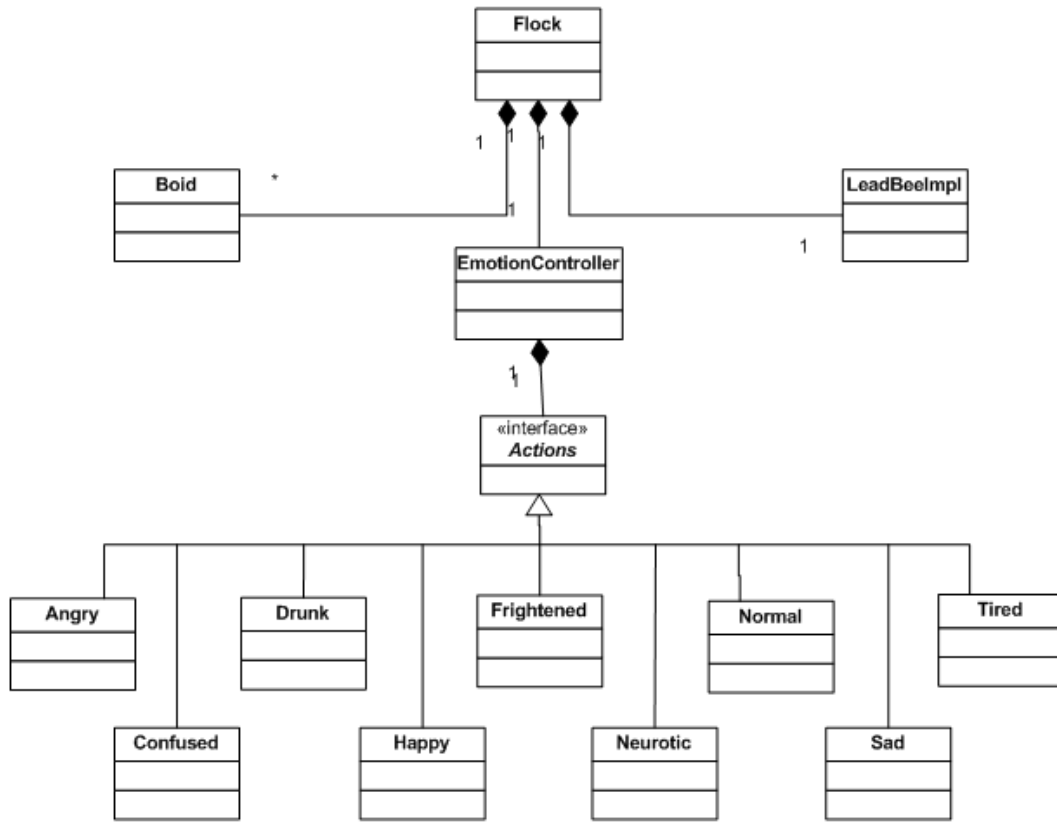 Flock
1
1
1
Boid
*
LeadBeeImpl
1
1
EmotionController
1
1
«interface»
Actions
Angry
Drunk
Frightened
Normal
Tired
Confused
Happy
Neurotic
Sad